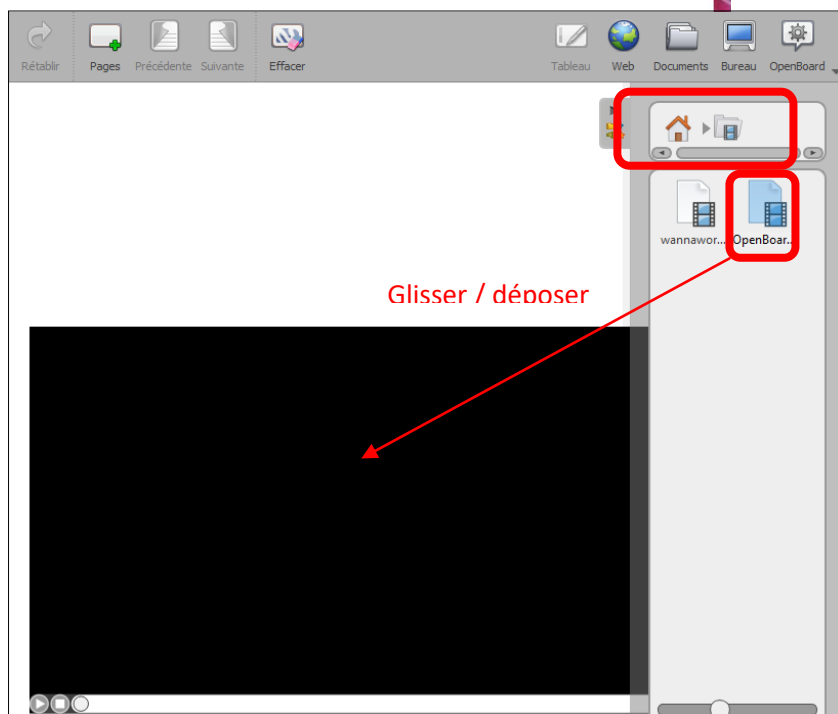 Rétablir Pages Précédente Suivante Effacer Tableau Web Documents Bureau OpenBoard
wannawor... OpenBoar...
Glisser / déposer